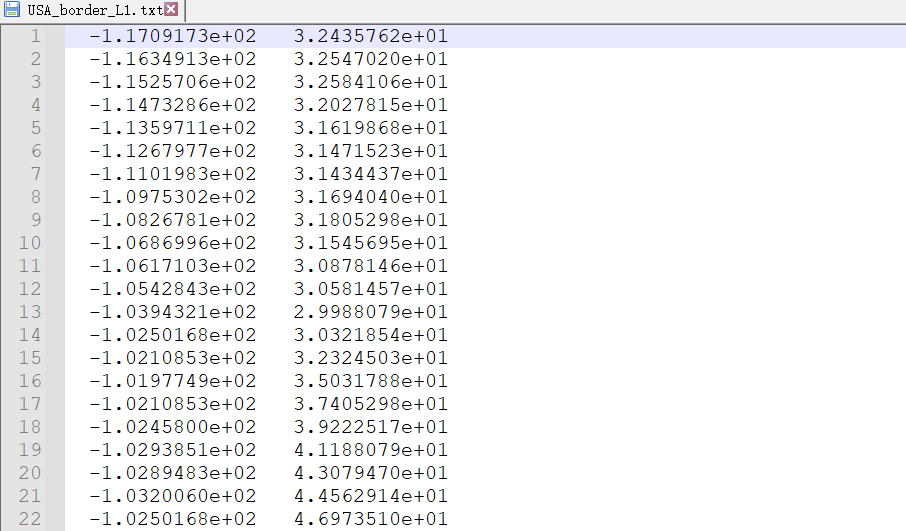 USA_border_L1.txt
1 -1.1709173e+02 3.2435762e+01
2 -1.1634913e+02 3.2547020e+01
3 -1.1525706e+02 3.2584106e+01
4 -1.1473286e+02 3.2027815e+01
5 -1.1359711e+02 3.1619868e+01
6 -1.1267977e+02 3.1471523e+01
7 -1.1101983e+02 3.1434437e+01
8 -1.0975302e+02 3.1694040e+01
9 -1.0826781e+02 3.1805298e+01
10 -1.0686996e+02 3.1545695e+01
11 -1.0617103e+02 3.0878146e+01
12 -1.0542843e+02 3.0581457e+01
13 -1.0394321e+02 2.9988079e+01
14 -1.0250168e+02 3.0321854e+01
15 -1.0210853e+02 3.2324503e+01
16 -1.0197749e+02 3.5031788e+01
17 -1.0210853e+02 3.7405298e+01
18 -1.0245800e+02 3.9222517e+01
19 -1.0293851e+02 4.1188079e+01
20 -1.0289483e+02 4.3079470e+01
21 -1.0320060e+02 4.4562914e+01
22 -1.0250168e+02 4.6973510e+01